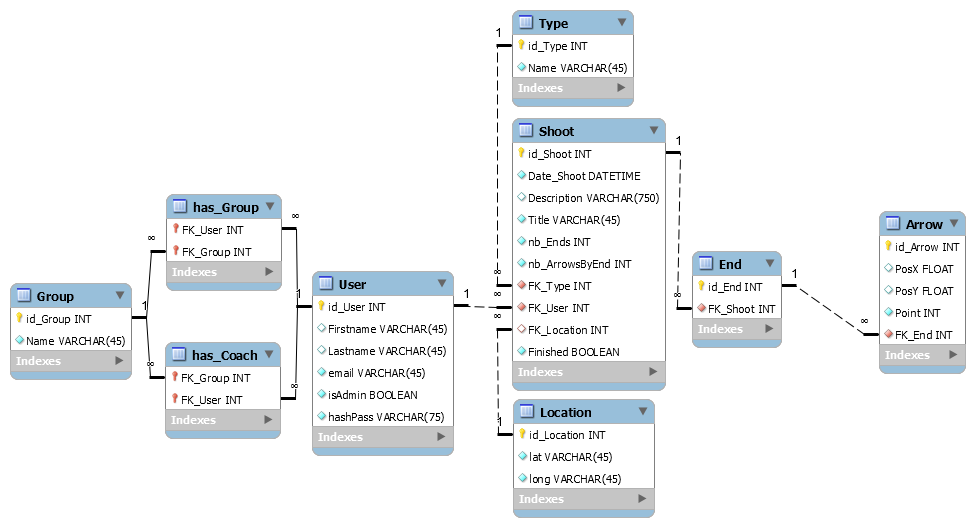 Type
id_Type INT
Name VARCHAR(45)
Indexes
1
Shoot
id_Shoot INT
Date_Shoot DATETIME
Description VARCHAR(750)
Title VARCHAR(45)
nb_Ends INT
nb_ArrowsByEnd INT
FK_Type INT
FK_User INT
FK_Location INT
Finished BOOLEAN
Indexes
1
∞
∞
∞
has_Group
FK_User INT
FK_Group INT
Indexes
∞
∞
Group
id_Group INT
Name VARCHAR(45)
Indexes
1
has_Coach
FK_Group INT
FK_User INT
Indexes
∞
∞
User
id_User INT
Firstname VARCHAR(45)
Lastname VARCHAR(45)
email VARCHAR(45)
isAdmin BOOLEAN
hashPass VARCHAR(75)
Indexes
1
1
Location
id_Location INT
lat VARCHAR(45)
long VARCHAR(45)
Indexes
1
End
id_End INT
FK_Shoot INT
Indexes
∞
1
Arrow
id_Arrow INT
PosX FLOAT
PosY FLOAT
Point INT
FK_End INT
Indexes
∞